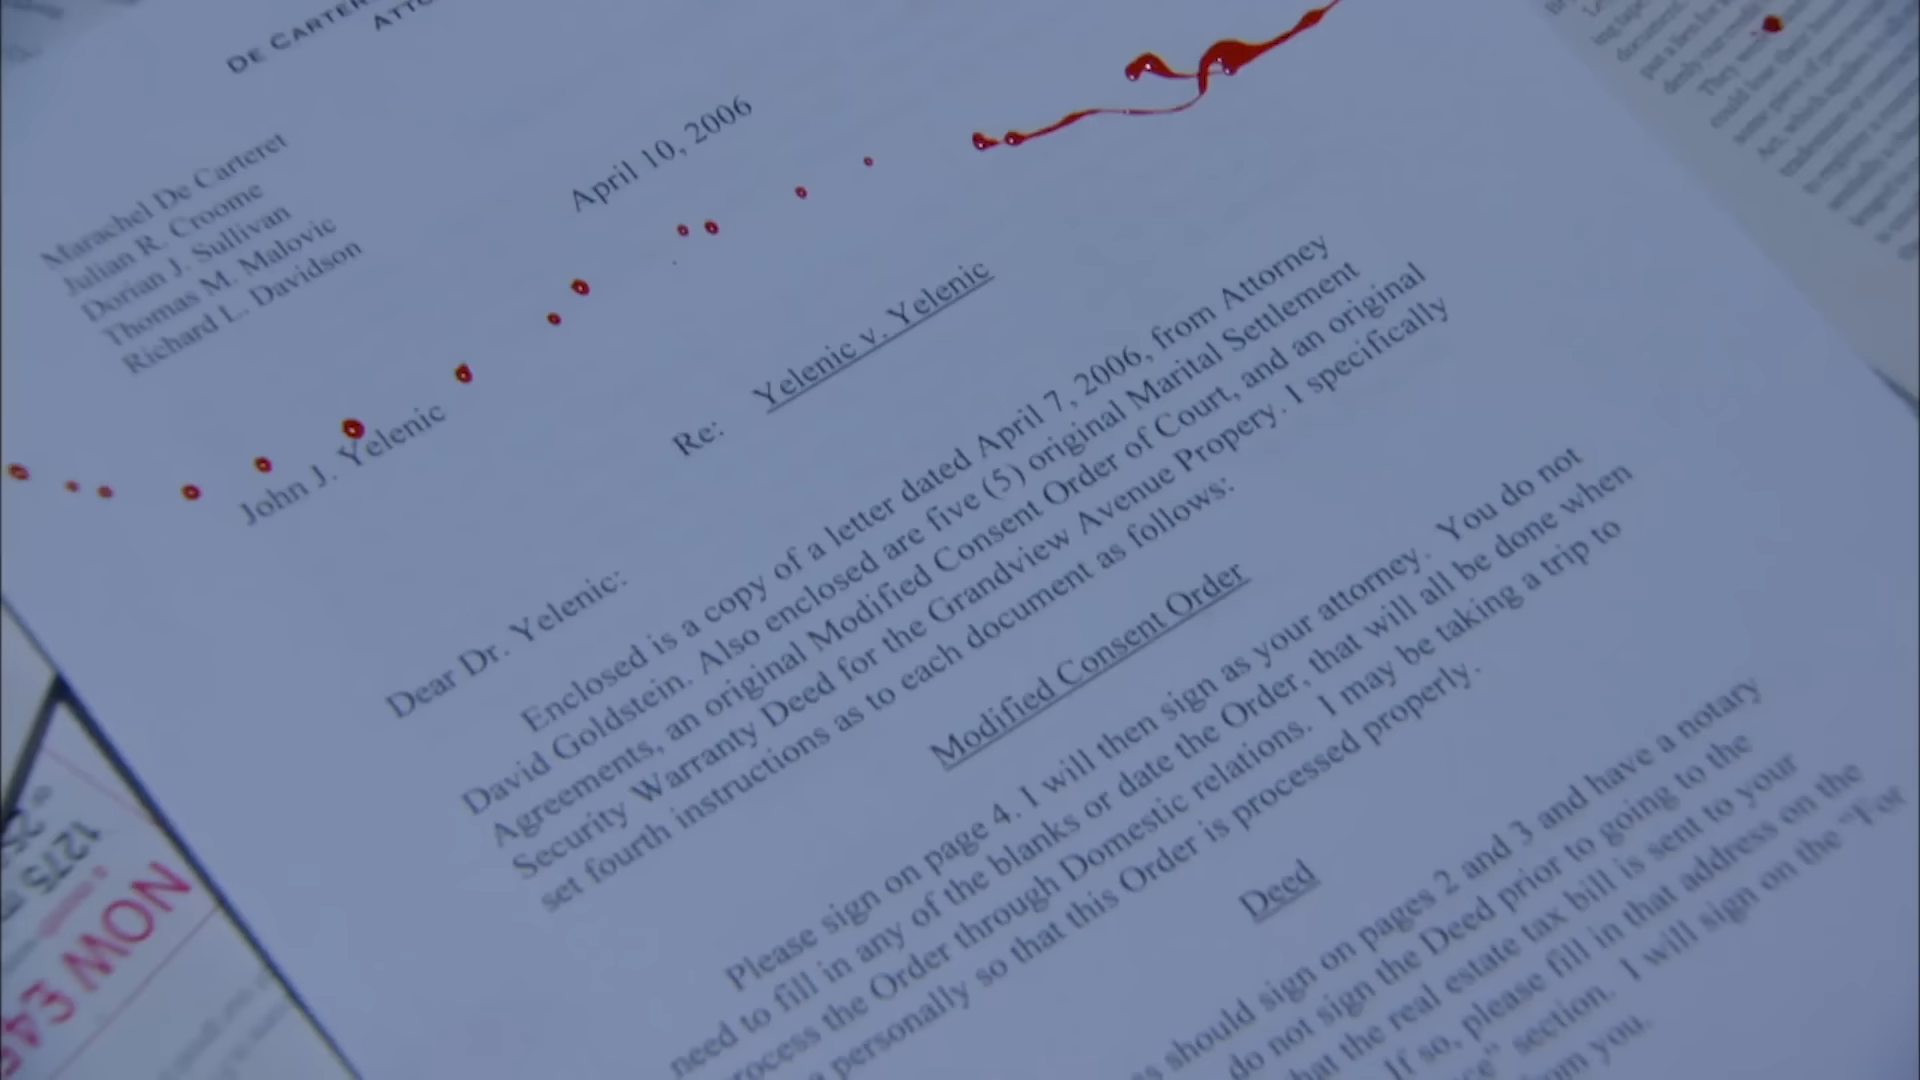 DE CARTER
ATTO
April 10, 2006
Marachel De Carteret
Julian R. Croome
Dorian J. Sullivan
Thomas M. Malovic
Richard L. Davidson
John J. Yelenic
Re: Yelenic v. Yelenic
Dear Dr. Yelenic:
Enclosed is a copy of a letter dated April 7, 2006, from Attorney
David Goldstein. Also enclosed are five (5) original Marital Settlement
Agreements, an original Modified Consent Order of Court, and an original
Security Warranty Deed for the Grandview Avenue Propery. I specifically
set fourth instructions as to each document as follows:
Modified Consent Order
Please sign on page 4. I will then sign as your attorney. You do not
need to fill in any of the blanks or date the Order, that will all be done when
rocess the Order through Domestic relations. I may be taking a trip to
personally so that this Order is processed properly.
Deed
s should sign on pages 2 and 3 and have a notary
do not sign the Deed prior to going to the
hat the real estate tax bill is sent to your
If so, please fill in that address on the
ce" section. I will sign on the "For
om you.
1275
NOW £4